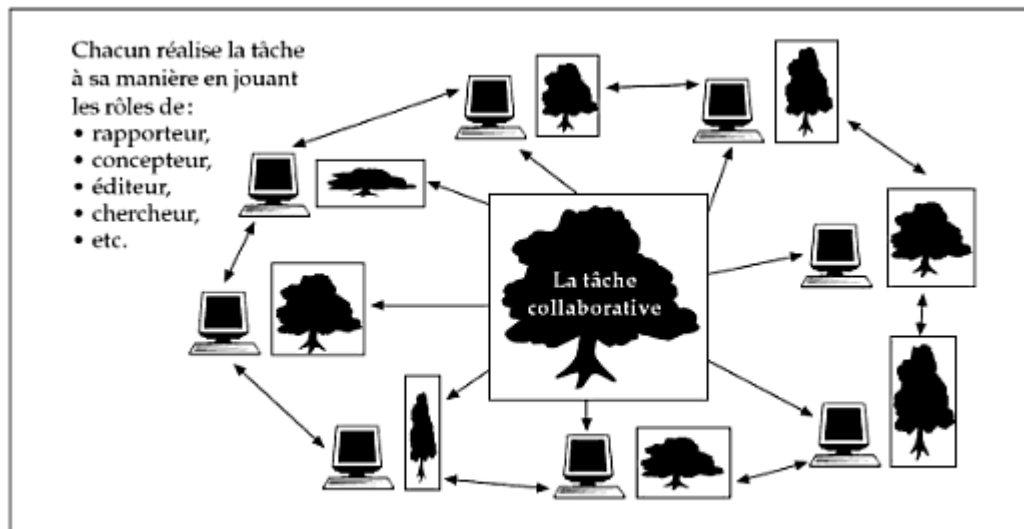 Chacun réalise la tâche
à sa manière en jouant
les rôles de:
• rapporteur,
• concepteur,
• éditeur,
• chercheur,
• etc.
La tâche
collaborative